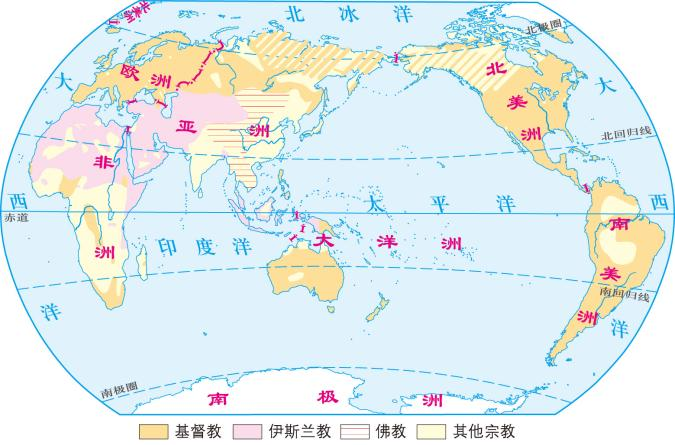 北冰洋
北极圈
大
欧洲
北美洲
大
亚洲
北回归线
非洲
西
赤道
太平洋
西
印度洋
大洋洲
南美洲
南回归线
洋
洋
南极圈
南极洲
基督教 伊斯兰教 佛教 其他宗教